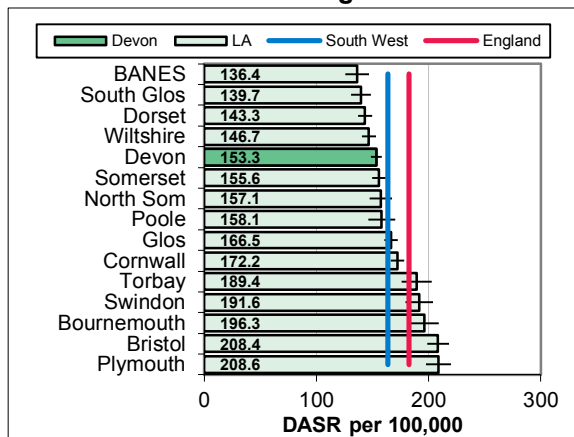 Devon LA South West England
BANES 136.4
South Glos 139.7
Dorset 143.3
Wiltshire 146.7
Devon 153.3
Somerset 155.6
North Som 157.1
Poole 158.1
Glos 166.5
Cornwall 172.2
Torbay 189.4
Swindon 191.6
Bournemouth 196.3
Bristol 208.4
Plymouth 208.6
0 100 200 300
DASR per 100,000